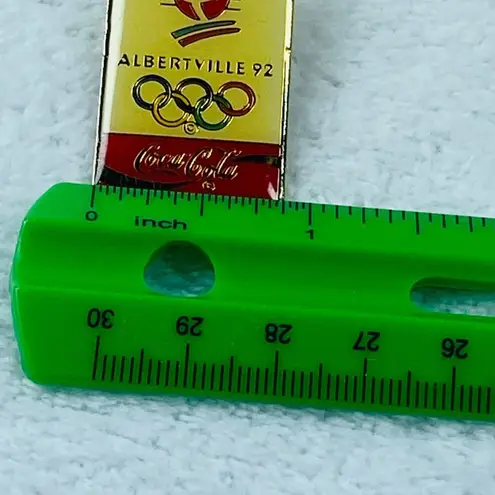 ALBERTVILLE 92
©
Coca-Cola
®
0 inch 1
30 29 28 27 26